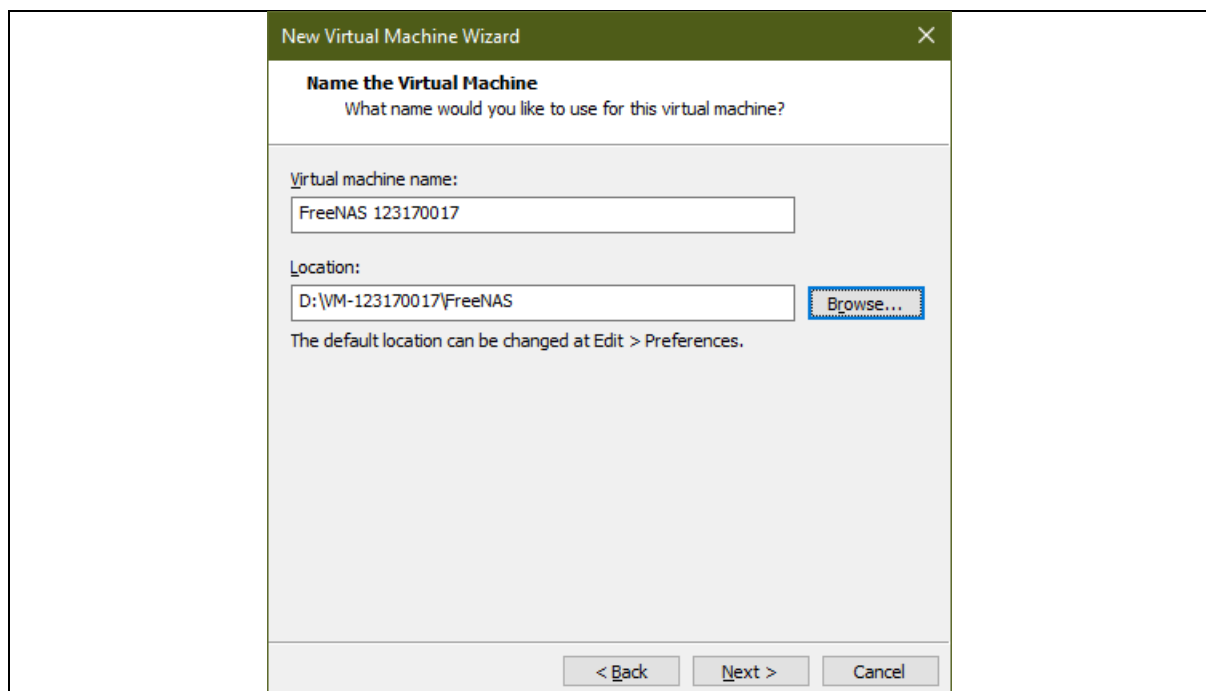 New Virtual Machine Wizard
Name the Virtual Machine
What name would you like to use for this virtual machine?
Virtual machine name:
FreeNAS 123170017
Location:
D:\VM-123170017\FreeNAS
Browse...
The default location can be changed at Edit > Preferences.
< Back Next > Cancel